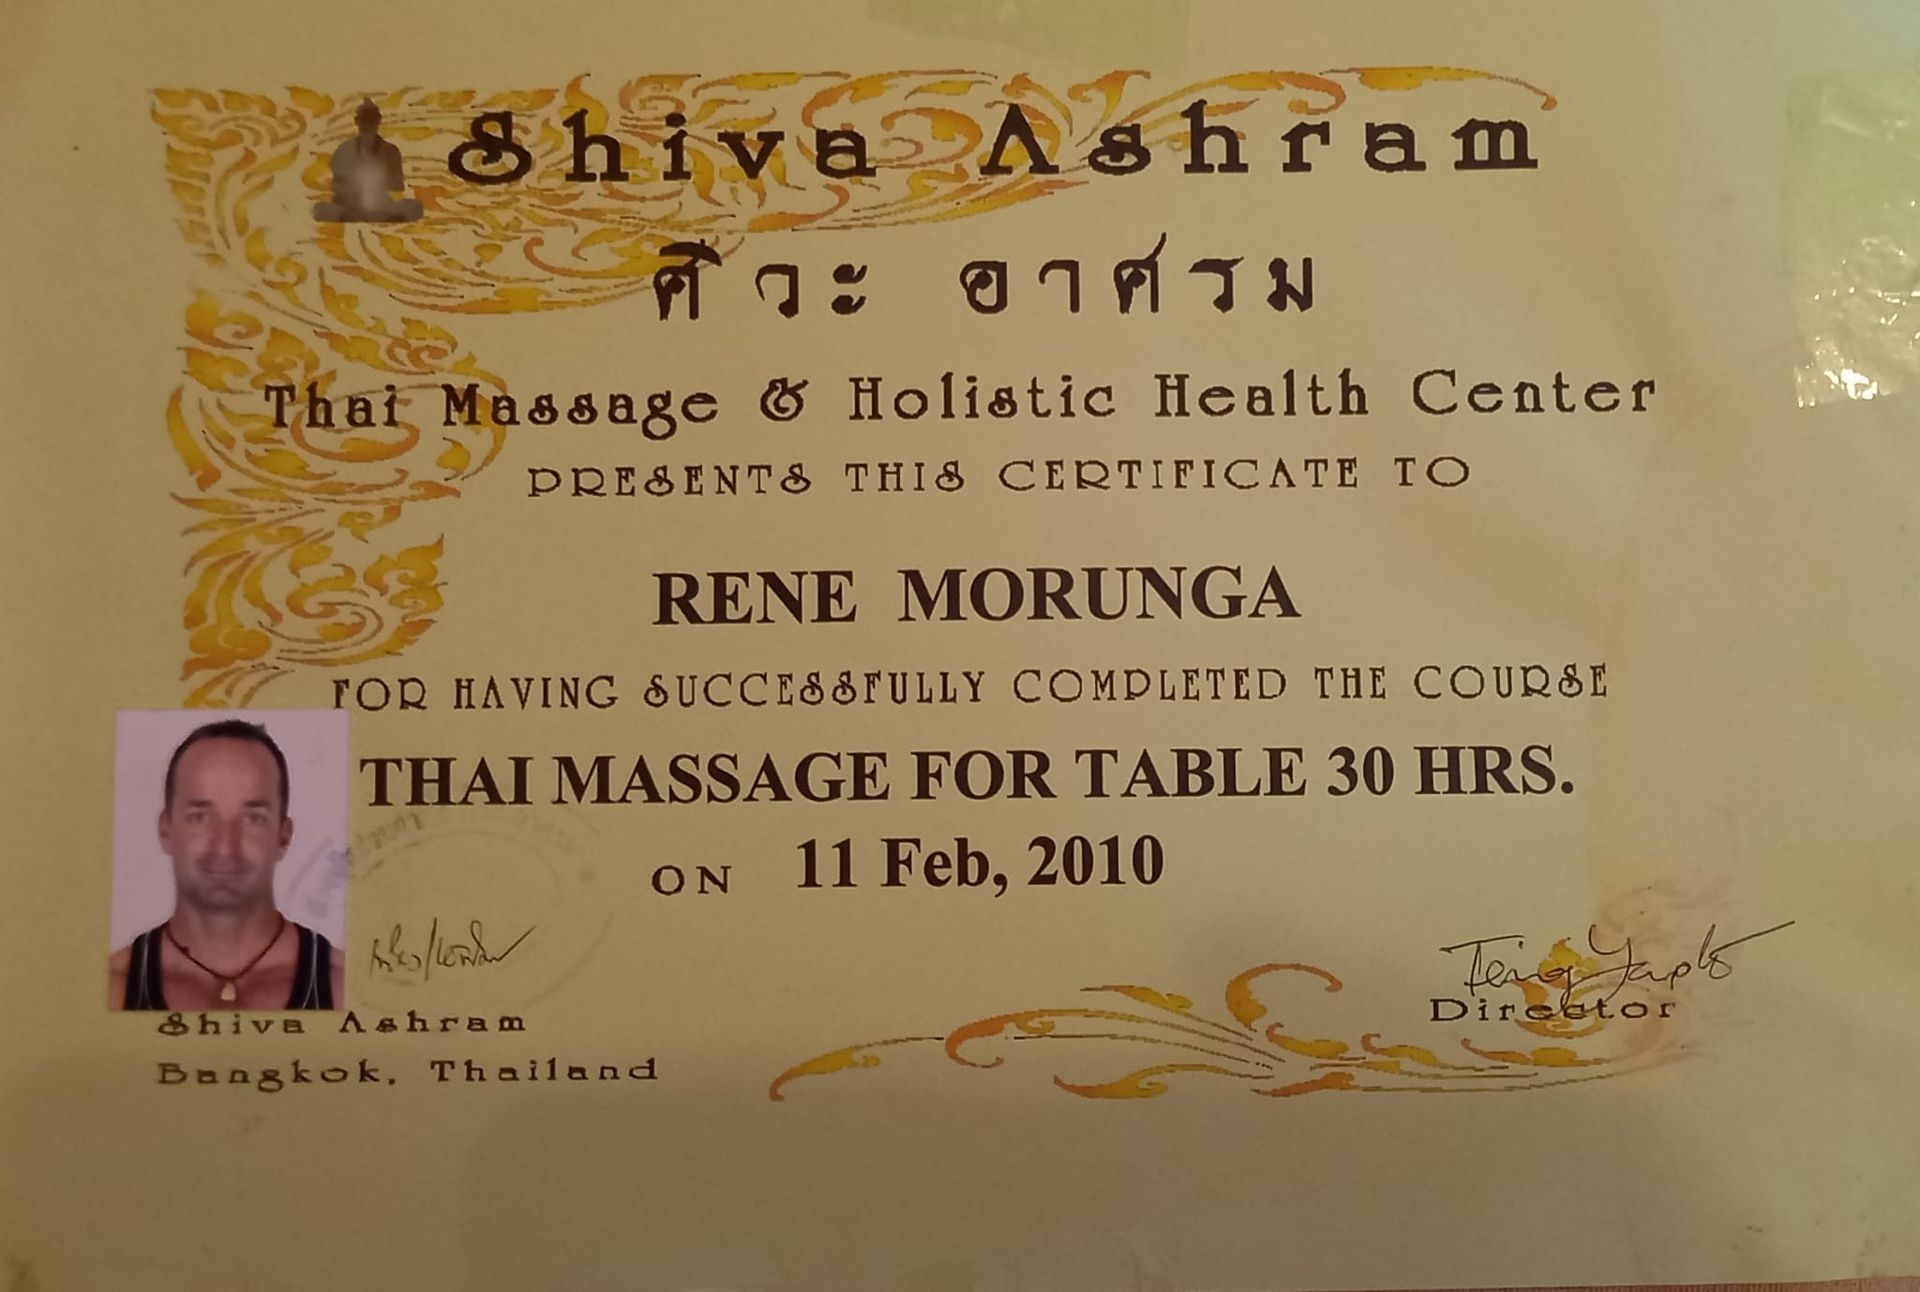 Shiva Ashram
ศิวะ อาศรม
Thai Massage & Holistic Health Center
PRESENTS THIS CERTIFICATE TO
RENE MORUNGA
FOR HAVING SUCCESSFULLY COMPLETED THE COURSE
THAI MASSAGE FOR TABLE 30 HRS.
ON 11 Feb, 2010
Director
Shiva Ashram
Bangkok, Thailand